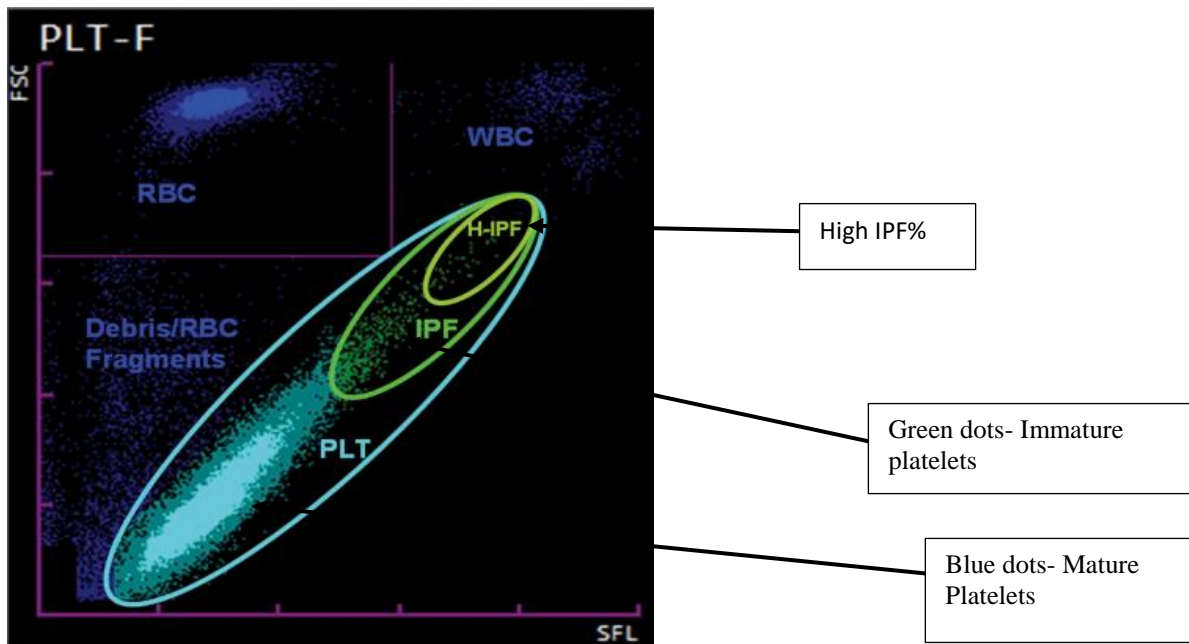 PLT-F
FSC
WBC
RBC
H-IPF
High IPF%
Debris/RBC
Fragments
IPF
PLT
Green dots- Immature
platelets
Blue dots- Mature
Platelets
SFL